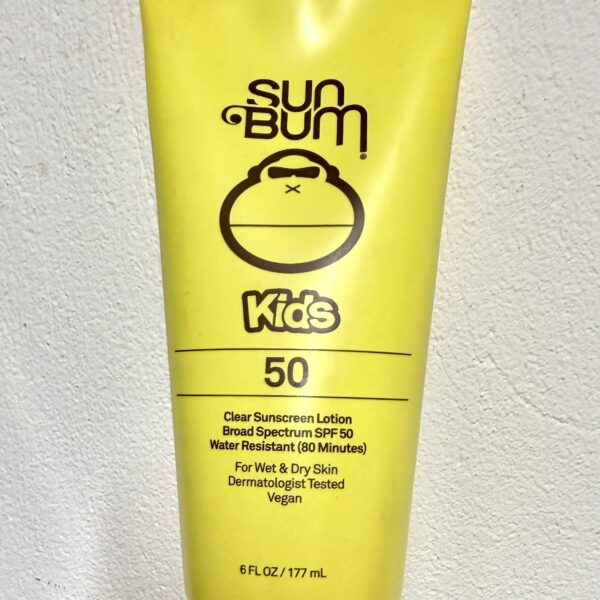 sun
Bum®
Kids
50
Clear Sunscreen Lotion
Broad Spectrum SPF 50
Water Resistant (80 Minutes)
For Wet & Dry Skin
Dermatologist Tested
Vegan
6 FL OZ / 177 mL